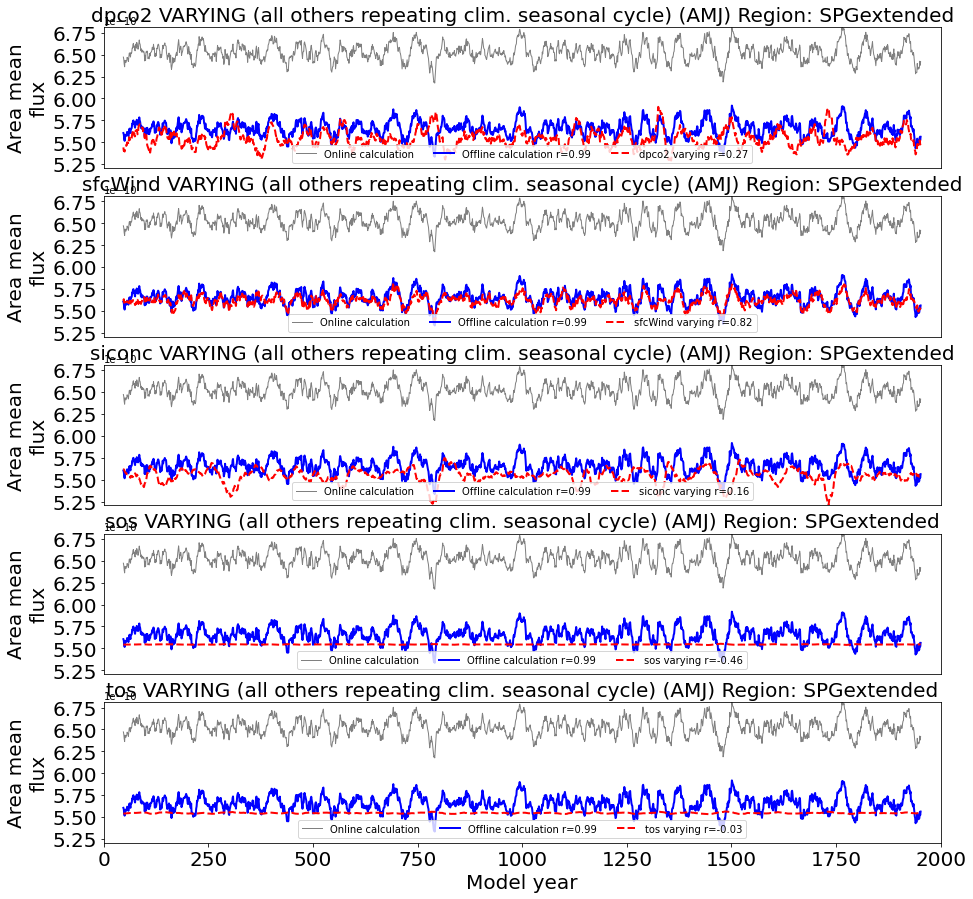 dpco2 VARYING (all others repeating clim. seasonal cycle) (AMJ) Region: SPGextended
1e−10
6.75
6.50
6.25
6.00
5.75
5.50
5.25
Area mean
flux
Online calculation
Offline calculation r=0.99
dpco2 varying r=0.27
sfcWind VARYING (all others repeating clim. seasonal cycle) (AMJ) Region: SPGextended
1e−10
6.75
6.50
6.25
6.00
5.75
5.50
5.25
Area mean
flux
Online calculation
Offline calculation r=0.99
sfcWind varying r=0.82
siconc VARYING (all others repeating clim. seasonal cycle) (AMJ) Region: SPGextended
1e−10
6.75
6.50
6.25
6.00
5.75
5.50
5.25
Area mean
flux
Online calculation
Offline calculation r=0.99
siconc varying r=0.16
sos VARYING (all others repeating clim. seasonal cycle) (AMJ) Region: SPGextended
1e−10
6.75
6.50
6.25
6.00
5.75
5.50
5.25
Area mean
flux
Online calculation
Offline calculation r=0.99
sos varying r=-0.46
tos VARYING (all others repeating clim. seasonal cycle) (AMJ) Region: SPGextended
1e−10
6.75
6.50
6.25
6.00
5.75
5.50
5.25
Area mean
flux
Online calculation
Offline calculation r=0.99
tos varying r=-0.03
0 250 500 750 1000 1250 1500 1750 2000
Model year